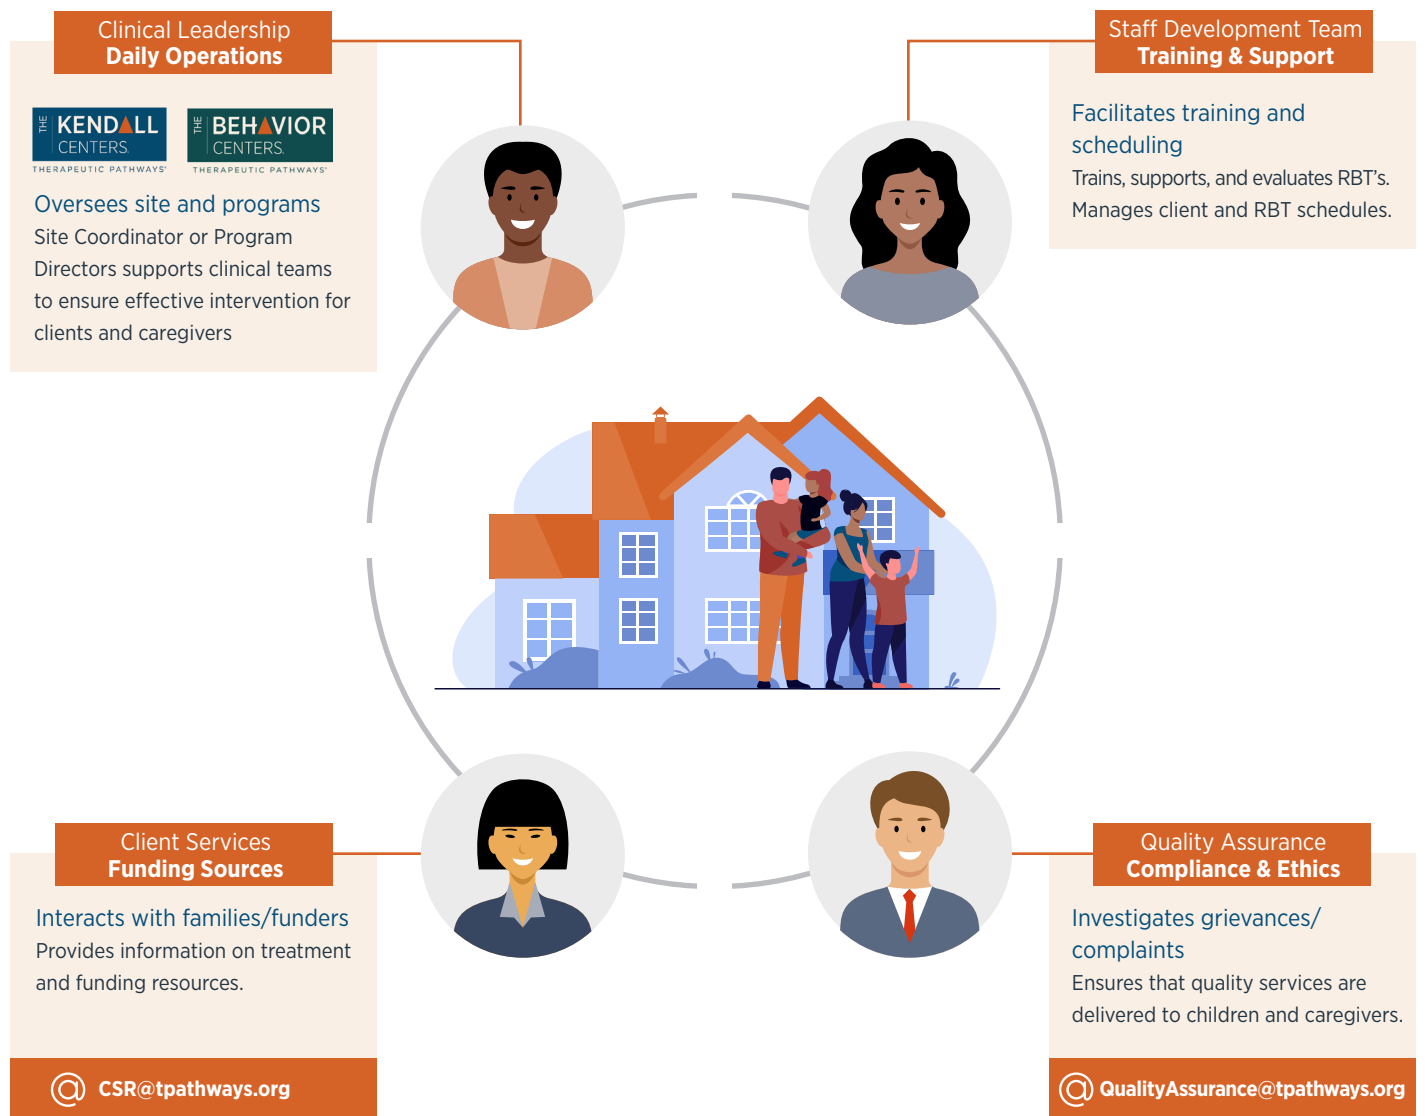 Clinical Leadership
Daily Operations
THE KENDALL
CENTERS.
THERAPEUTIC PATHWAYS®
THE BEHAVIOR
CENTERS.
THERAPEUTIC PATHWAYS®
Oversees site and programs
Site Coordinator or Program
Directors supports clinical teams
to ensure effective intervention for
clients and caregivers
Staff Development Team
Training & Support
Facilitates training and
scheduling
Trains, supports, and evaluates RBT’s.
Manages client and RBT schedules.
Client Services
Funding Sources
Interacts with families/funders
Provides information on treatment
and funding resources.
@ CSR@tpathways.org
Quality Assurance
Compliance & Ethics
Investigates grievances/
complaints
Ensures that quality services are
delivered to children and caregivers.
@ QualityAssurance@tpathways.org